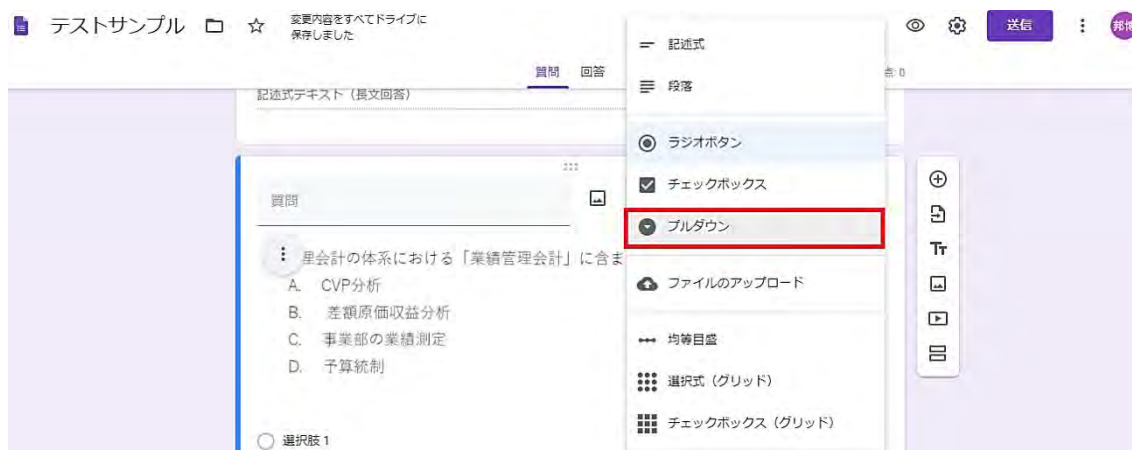 テストサンプル
変更内容をすべてドライブに
保存しました
送信
邦博
質問 回答
点: 0
記述式テキスト（長文回答）
質問
理会計の体系における「業績管理会計」に含ま
A. CVP分析
B. 差額原価収益分析
C. 事業部の業績測定
D. 予算統制
選択肢 1
記述式
段落
ラジオボタン
チェックボックス
プルダウン
ファイルのアップロード
均等目盛
選択式（グリッド）
チェックボックス（グリッド）
Tт